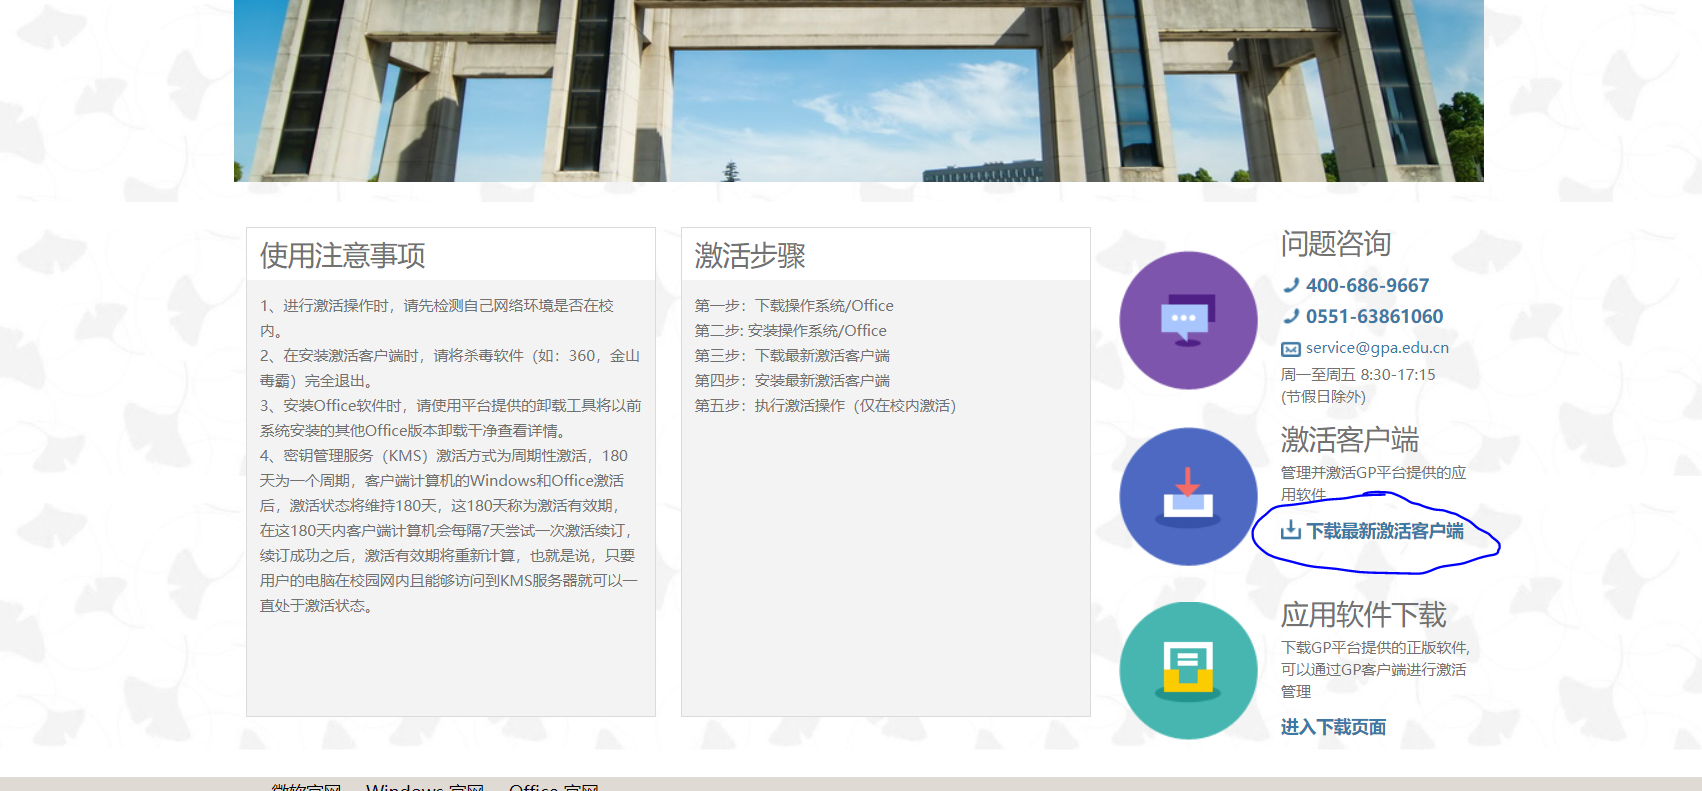 使用注意事项
1、进行激活操作时，请先检测自己网络环境是否在校
内。
2、在安装激活客户端时，请将杀毒软件（如：360，金山
毒霸）完全退出。
3、安装Office软件时，请使用平台提供的卸载工具将以前
系统安装的其他Office版本卸载干净查看详情。
4、密钥管理服务（KMS）激活方式为周期性激活，180
天为一个周期，客户端计算机的Windows和Office激活
后，激活状态将维持180天，这180天称为激活有效期，
在这180天内客户端计算机会每隔7天尝试一次激活续订，
续订成功之后，激活有效期将重新计算，也就是说，只要
用户的电脑在校园网内且能够访问到KMS服务器就可以一
直处于激活状态。
激活步骤
第一步：下载操作系统/Office
第二步: 安装操作系统/Office
第三步：下载最新激活客户端
第四步：安装最新激活客户端
第五步：执行激活操作（仅在校内激活）
问题咨询
400-686-9667
0551-63861060
service@gpa.edu.cn
周一至周五 8:30-17:15
(节假日除外)
激活客户端
管理并激活GP平台提供的应
用软件
下载最新激活客户端
应用软件下载
下载GP平台提供的正版软件,
可以通过GP客户端进行激活
管理
进入下载页面
微软官网 Windows 官网 Office 官网